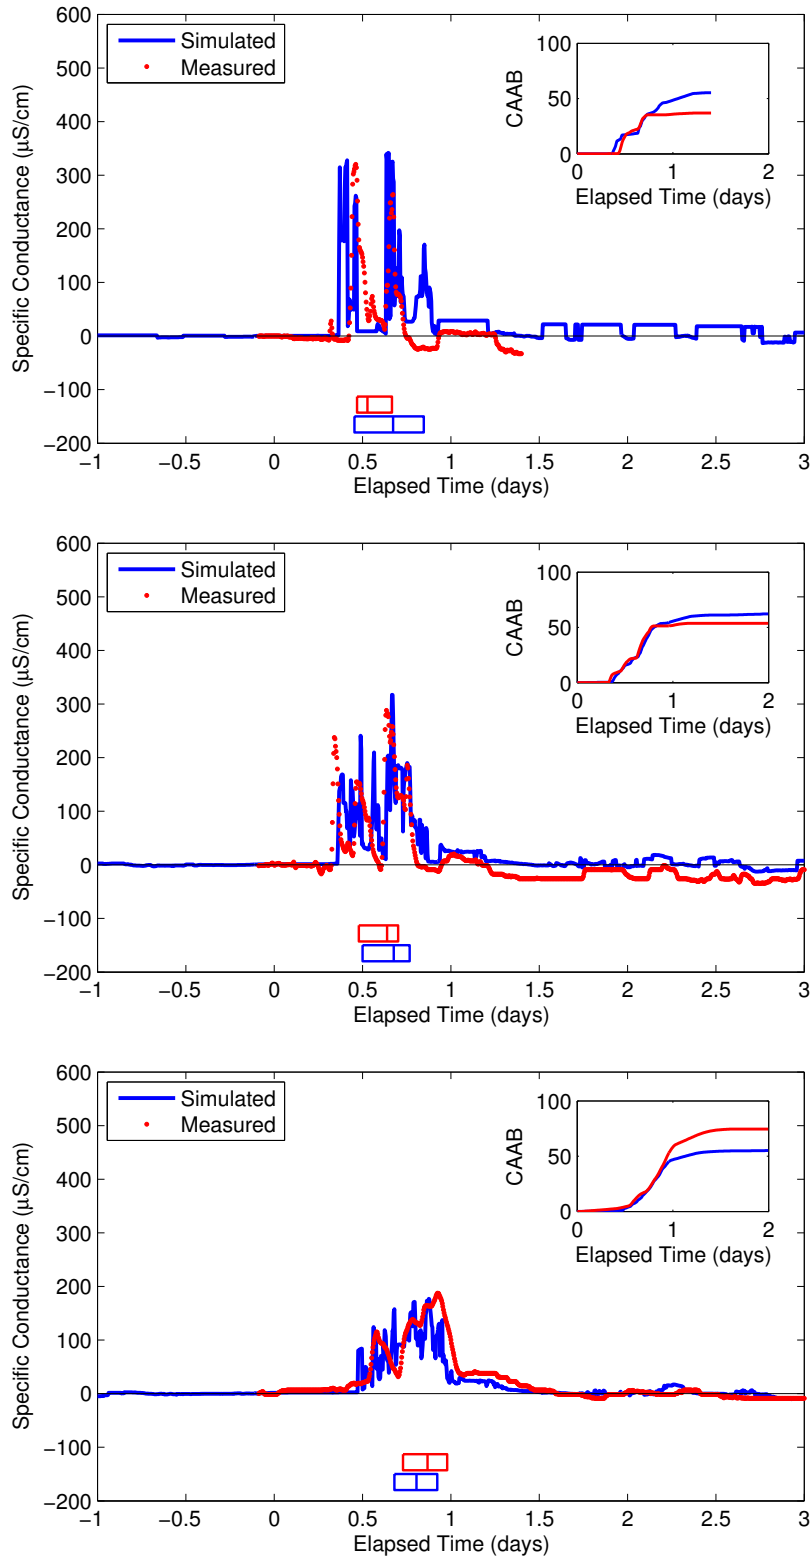 600
500
400
300
200
100
0
−100
−200
Specific Conductance (μS/cm)
Simulated
Measured
100
50
0
CAAB
0 1 2
Elapsed Time (days)
−1 −0.5 0 0.5 1 1.5 2 2.5 3
Elapsed Time (days)
600
500
400
300
200
100
0
−100
−200
Specific Conductance (μS/cm)
Simulated
Measured
100
50
0
CAAB
0 1 2
Elapsed Time (days)
−1 −0.5 0 0.5 1 1.5 2 2.5 3
Elapsed Time (days)
600
500
400
300
200
100
0
−100
−200
Specific Conductance (μS/cm)
Simulated
Measured
100
50
0
CAAB
0 1 2
Elapsed Time (days)
−1 −0.5 0 0.5 1 1.5 2 2.5 3
Elapsed Time (days)